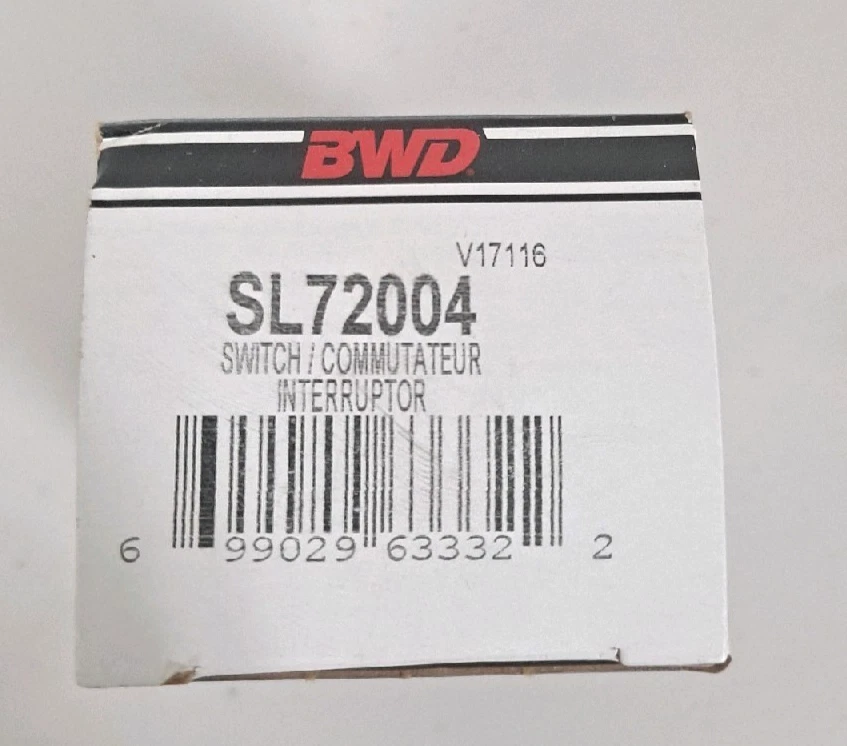 BWD
V17116
SL72004
SWITCH / COMMUTATEUR
INTERRUPTOR
6 99029 63332 2